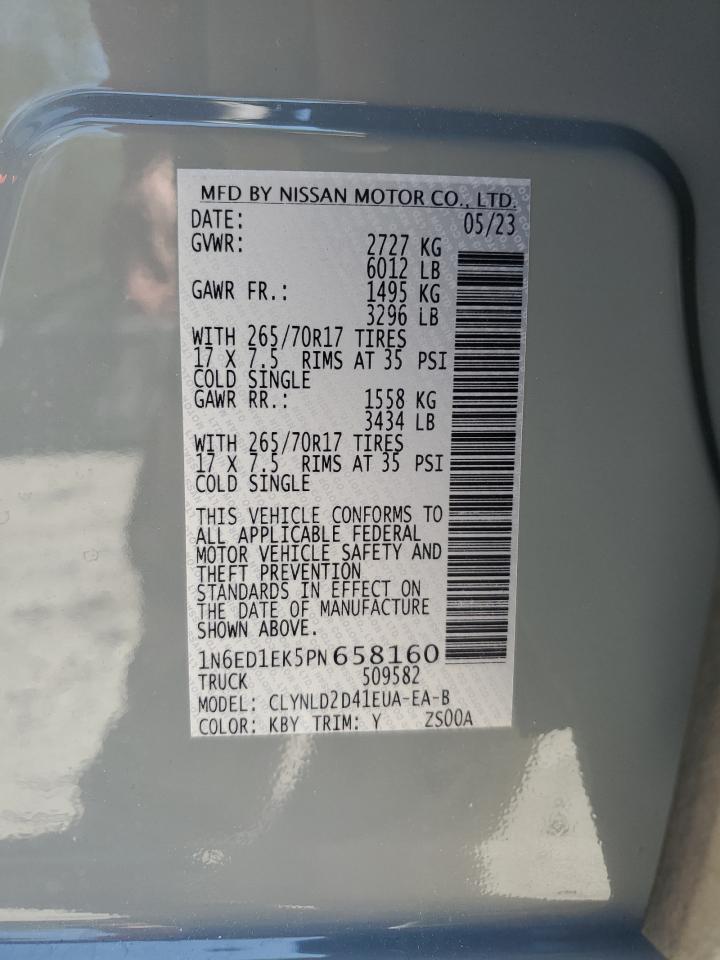 MFD BY NISSAN MOTOR CO., LTD.
DATE: 05/23
GVWR: 2727 KG
6012 LB
GAWR FR.: 1495 KG
3296 LB
WITH 265/70R17 TIRES
17 X 7.5 RIMS AT 35 PSI
COLD SINGLE
GAWR RR.: 1558 KG
3434 LB
WITH 265/70R17 TIRES
17 X 7.5 RIMS AT 35 PSI
COLD SINGLE
THIS VEHICLE CONFORMS TO
ALL APPLICABLE FEDERAL
MOTOR VEHICLE SAFETY AND
THEFT PREVENTION
STANDARDS IN EFFECT ON
THE DATE OF MANUFACTURE
SHOWN ABOVE.
1N6ED1EK5PN658160
TRUCK 509582
MODEL: CLYNLD2D41EUA-EA-B
COLOR: KBY TRIM: Y ZS00A